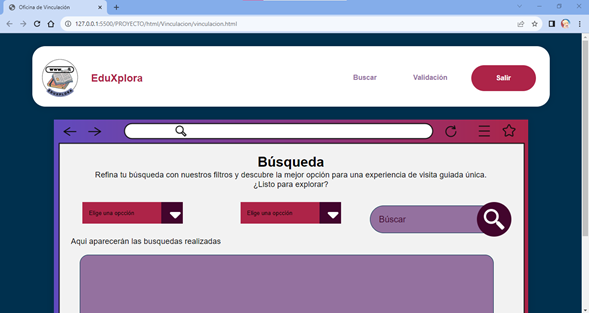 Oficina de Vinculación
127.0.0.1:5500/PROYECTO/html/Vinculacion/vinculacion.html
EduXplora
Buscar
Validación
Salir
Búsqueda
Refina tu búsqueda con nuestros filtros y descubre la mejor opción para una experiencia de visita guiada única.
¿Listo para explorar?
Elige una opción
Elige una opción
Búscar
Aqui aparecerán las busquedas realizadas